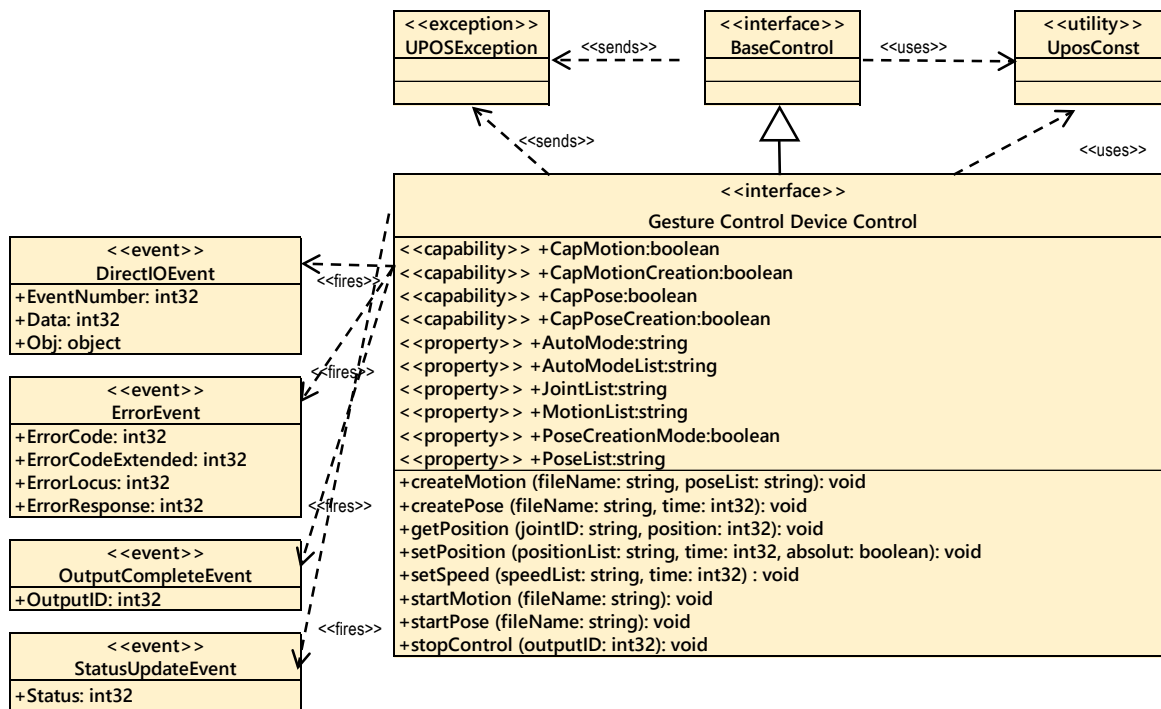 <<exception>>
UPOSException
<<sends>>
<<interface>>
BaseControl
<<uses>>
<<utility>>
UposConst
<<sends>>
<<uses>>
<<interface>>
Gesture Control Device Control
<<capability>> +CapMotion:boolean
<<capability>> +CapMotionCreation:boolean
<<capability>> +CapPose:boolean
<<capability>> +CapPoseCreation:boolean
<<property>> +AutoMode:string
<<property>> +AutoModeList:string
<<property>> +JointList:string
<<property>> +MotionList:string
<<property>> +PoseCreationMode:boolean
<<property>> +PoseList:string
+createMotion (fileName: string, poseList: string): void
+createPose (fileName: string, time: int32): void
+getPosition (jointID: string, position: int32): void
+setPosition (positionList: string, time: int32, absolut: boolean): void
+setSpeed (speedList: string, time: int32) : void
+startMotion (fileName: string): void
+startPose (fileName: string): void
+stopControl (outputID: int32): void
<<event>>
DirectIOEvent
+EventNumber: int32
+Data: int32
+Obj: object
<<fires>>
<<event>>
ErrorEvent
+ErrorCode: int32
+ErrorCodeExtended: int32
+ErrorLocus: int32
+ErrorResponse: int32
<<fires>>
<<event>>
OutputCompleteEvent
+OutputID: int32
<<fires>>
<<event>>
StatusUpdateEvent
+Status: int32
<<fires>>